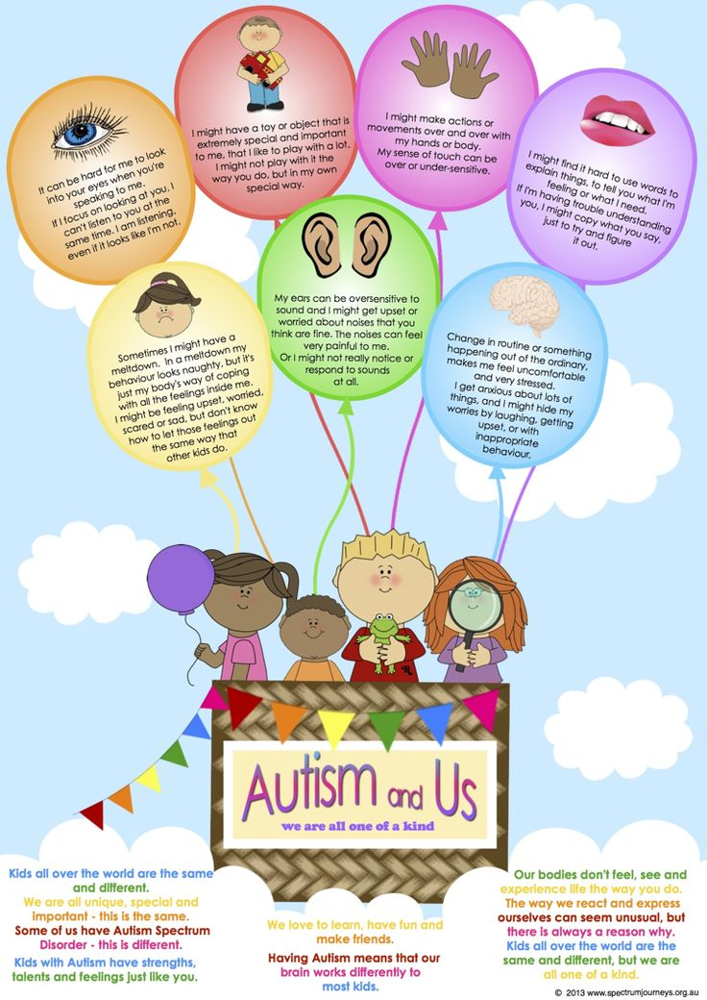 It can be hard for me to look
into your eyes when you're
speaking to me.
If I focus on looking at you, I
can't listen to you at the
same time. I am listening,
even if it looks like I'm not.
I might have a toy or object that is
extremely special and important
to me, that I like to play with a lot.
I might not play with it the
way you do, but in my own
special way.
I might make actions or
movements over and over with
my hands or body.
My sense of touch can be
over or under-sensitive.
I might find it hard to use words to
explain things, to tell you what I'm
feeling or what I need.
If I'm having trouble understanding
you, I might copy what you say,
just to try and figure
it out.
Sometimes I might have a
meltdown. In a meltdown my
behaviour looks naughty, but it's
just my body's way of coping
with all the feelings inside me.
I might be feeling upset, worried,
scared or sad, but don't know
how to let those feelings out
the same way that
other kids do.
My ears can be oversensitive to
sound and I might get upset or
worried about noises that you
think are fine. The noises can feel
very painful to me.
Or I might not really notice or
respond to sounds
at all.
Change in routine or something
happening out of the ordinary,
makes me feel uncomfortable
and very stressed.
I get anxious about lots of
things, and I might hide my
worries by laughing, getting
upset, or with
inappropriate
behaviour.
Autism and Us
we are all one of a kind
Kids all over the world are the same
and different.
We are all unique, special and
important - this is the same.
Some of us have Autism Spectrum
Disorder - this is different.
Kids with Autism have strengths,
talents and feelings just like you.
We love to learn, have fun and
make friends.
Having Autism means that our
brain works differently to
most kids.
Our bodies don't feel, see and
experience life the way you do.
The way we react and express
ourselves can seem unusual, but
there is always a reason why.
Kids all over the world are the
same and different, but we are
all one of a kind.
© 2013 www.spectrumjourneys.org.au